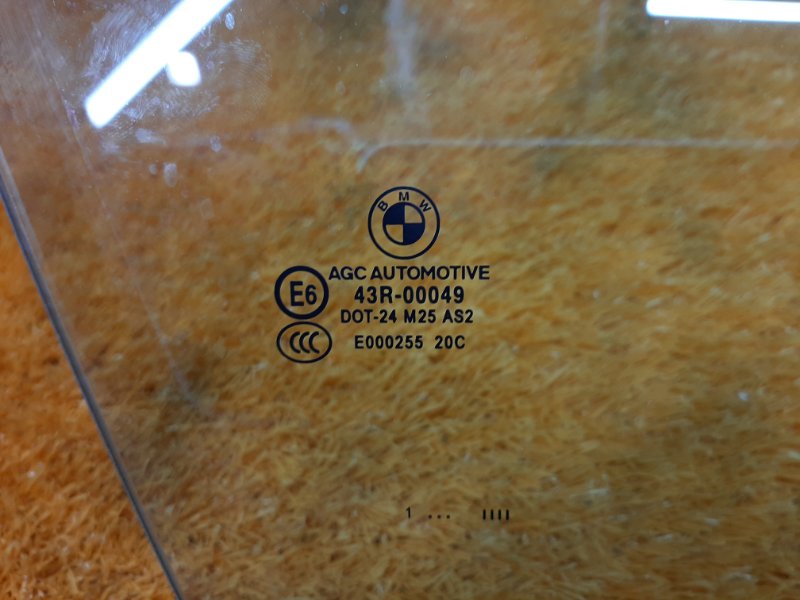 BMW
AGC AUTOMOTIVE
E6 43R-00049
DOT-24 M25 AS2
CCC E000255 20C
1 ... IIII